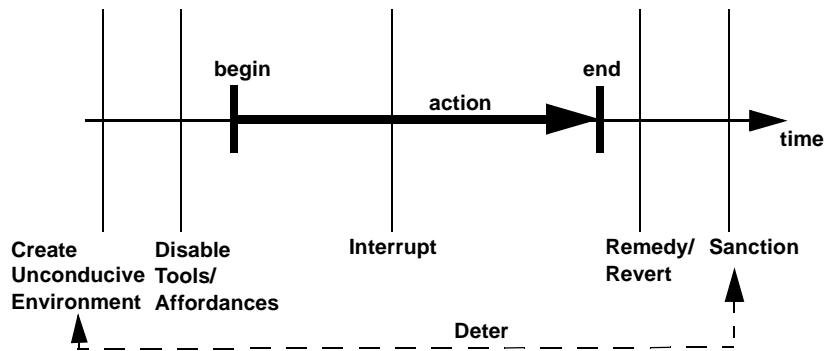 begin
end
action
time
Create
Unconducive
Environment
Disable
Tools/
Affordances
Interrupt
Remedy/
Revert
Sanction
Deter